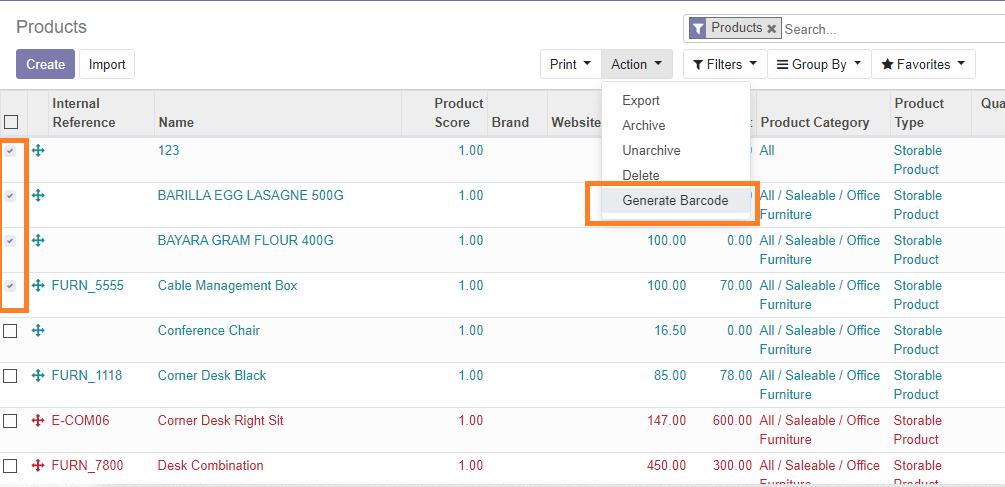 Products
Products ×
Search...
Create Import Print Action Filters Group By Favorites
Export
Archive
Unarchive
Delete
Generate Barcode
Internal Reference Name Product Score Brand Website t Product Category Product Type Qua
123 1.00 0 All Storable Product
BARILLA EGG LASAGNE 500G 1.00 0 All / Saleable / Office Furniture Storable Product
BAYARA GRAM FLOUR 400G 1.00 100.00 0.00 All / Saleable / Office Furniture Storable Product
FURN_5555 Cable Management Box 1.00 100.00 70.00 All / Saleable / Office Furniture Storable Product
Conference Chair 1.00 16.50 0.00 All / Saleable / Office Furniture Storable Product
FURN_1118 Corner Desk Black 1.00 85.00 78.00 All / Saleable / Office Furniture Storable Product
E-COM06 Corner Desk Right Sit 1.00 147.00 600.00 All / Saleable / Office Furniture Storable Product
FURN_7800 Desk Combination 1.00 450.00 300.00 All / Saleable / Office Furniture Storable Product